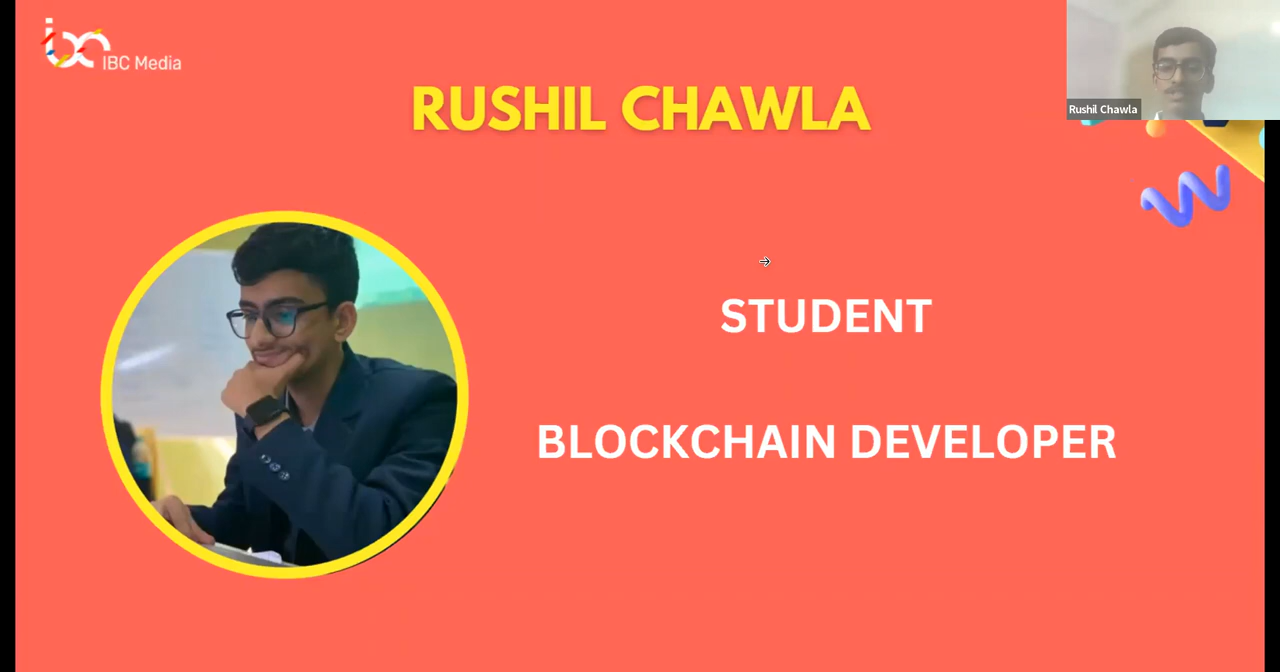 IBC Media
RUSHIL CHAWLA
Rushil Chawla
STUDENT
BLOCKCHAIN DEVELOPER